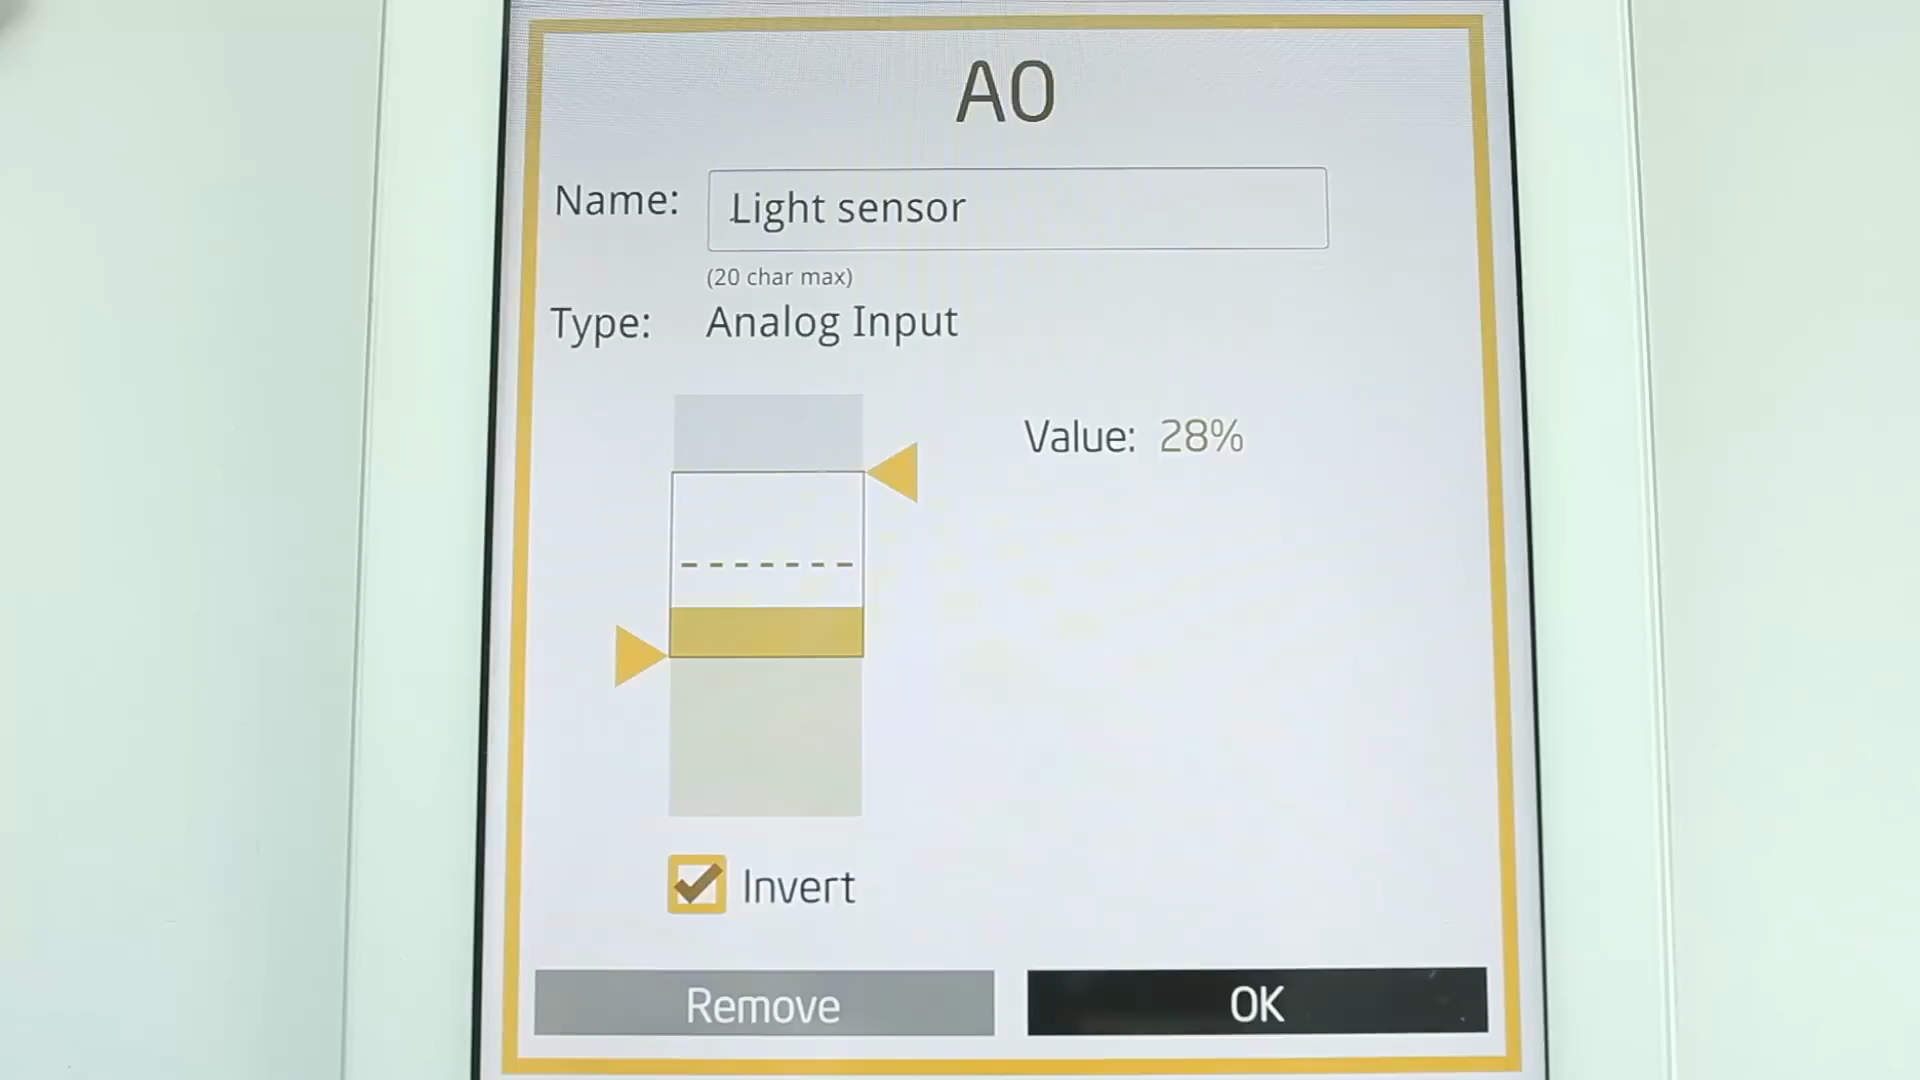 A0
Name: Light sensor
(20 char max)
Type: Analog Input
Value: 28%
Invert
Remove OK